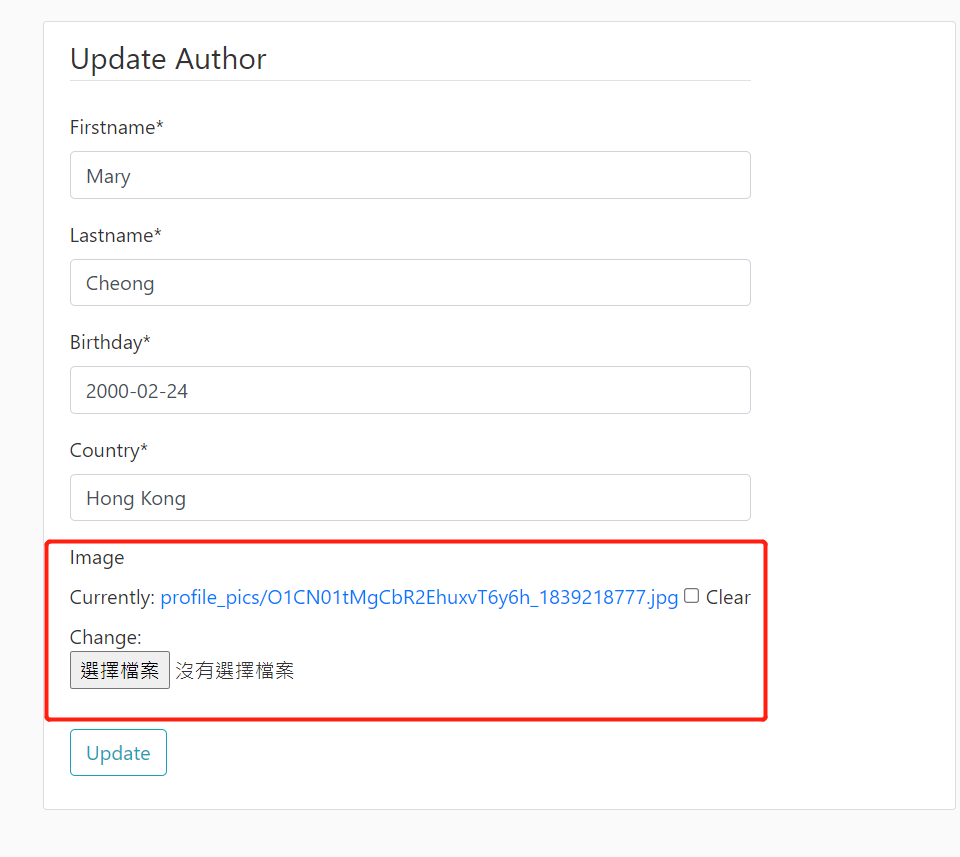 Update Author
Firstname*
Mary
Lastname*
Cheong
Birthday*
2000-02-24
Country*
Hong Kong
Image
Currently: profile_pics/O1CN01tMgCbR2EhuxvT6y6h_1839218777.jpg Clear
Change:
選擇檔案 沒有選擇檔案
Update